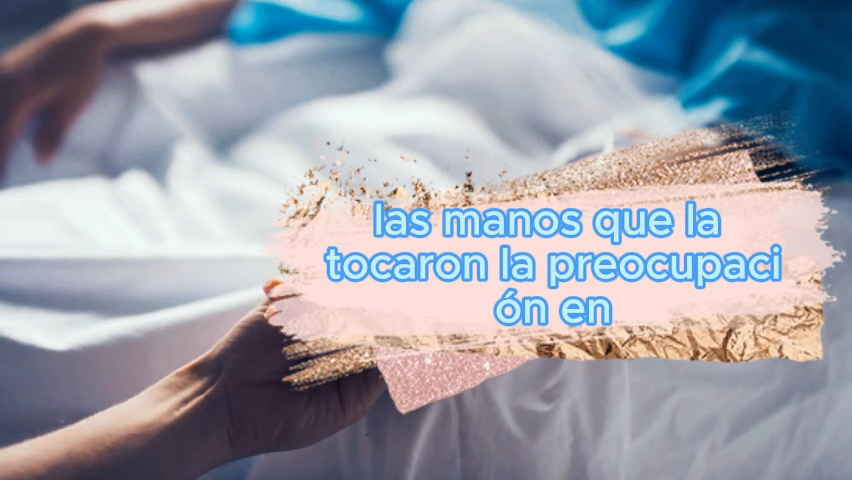 las manos que la
tocaron la preocupaci
ón en